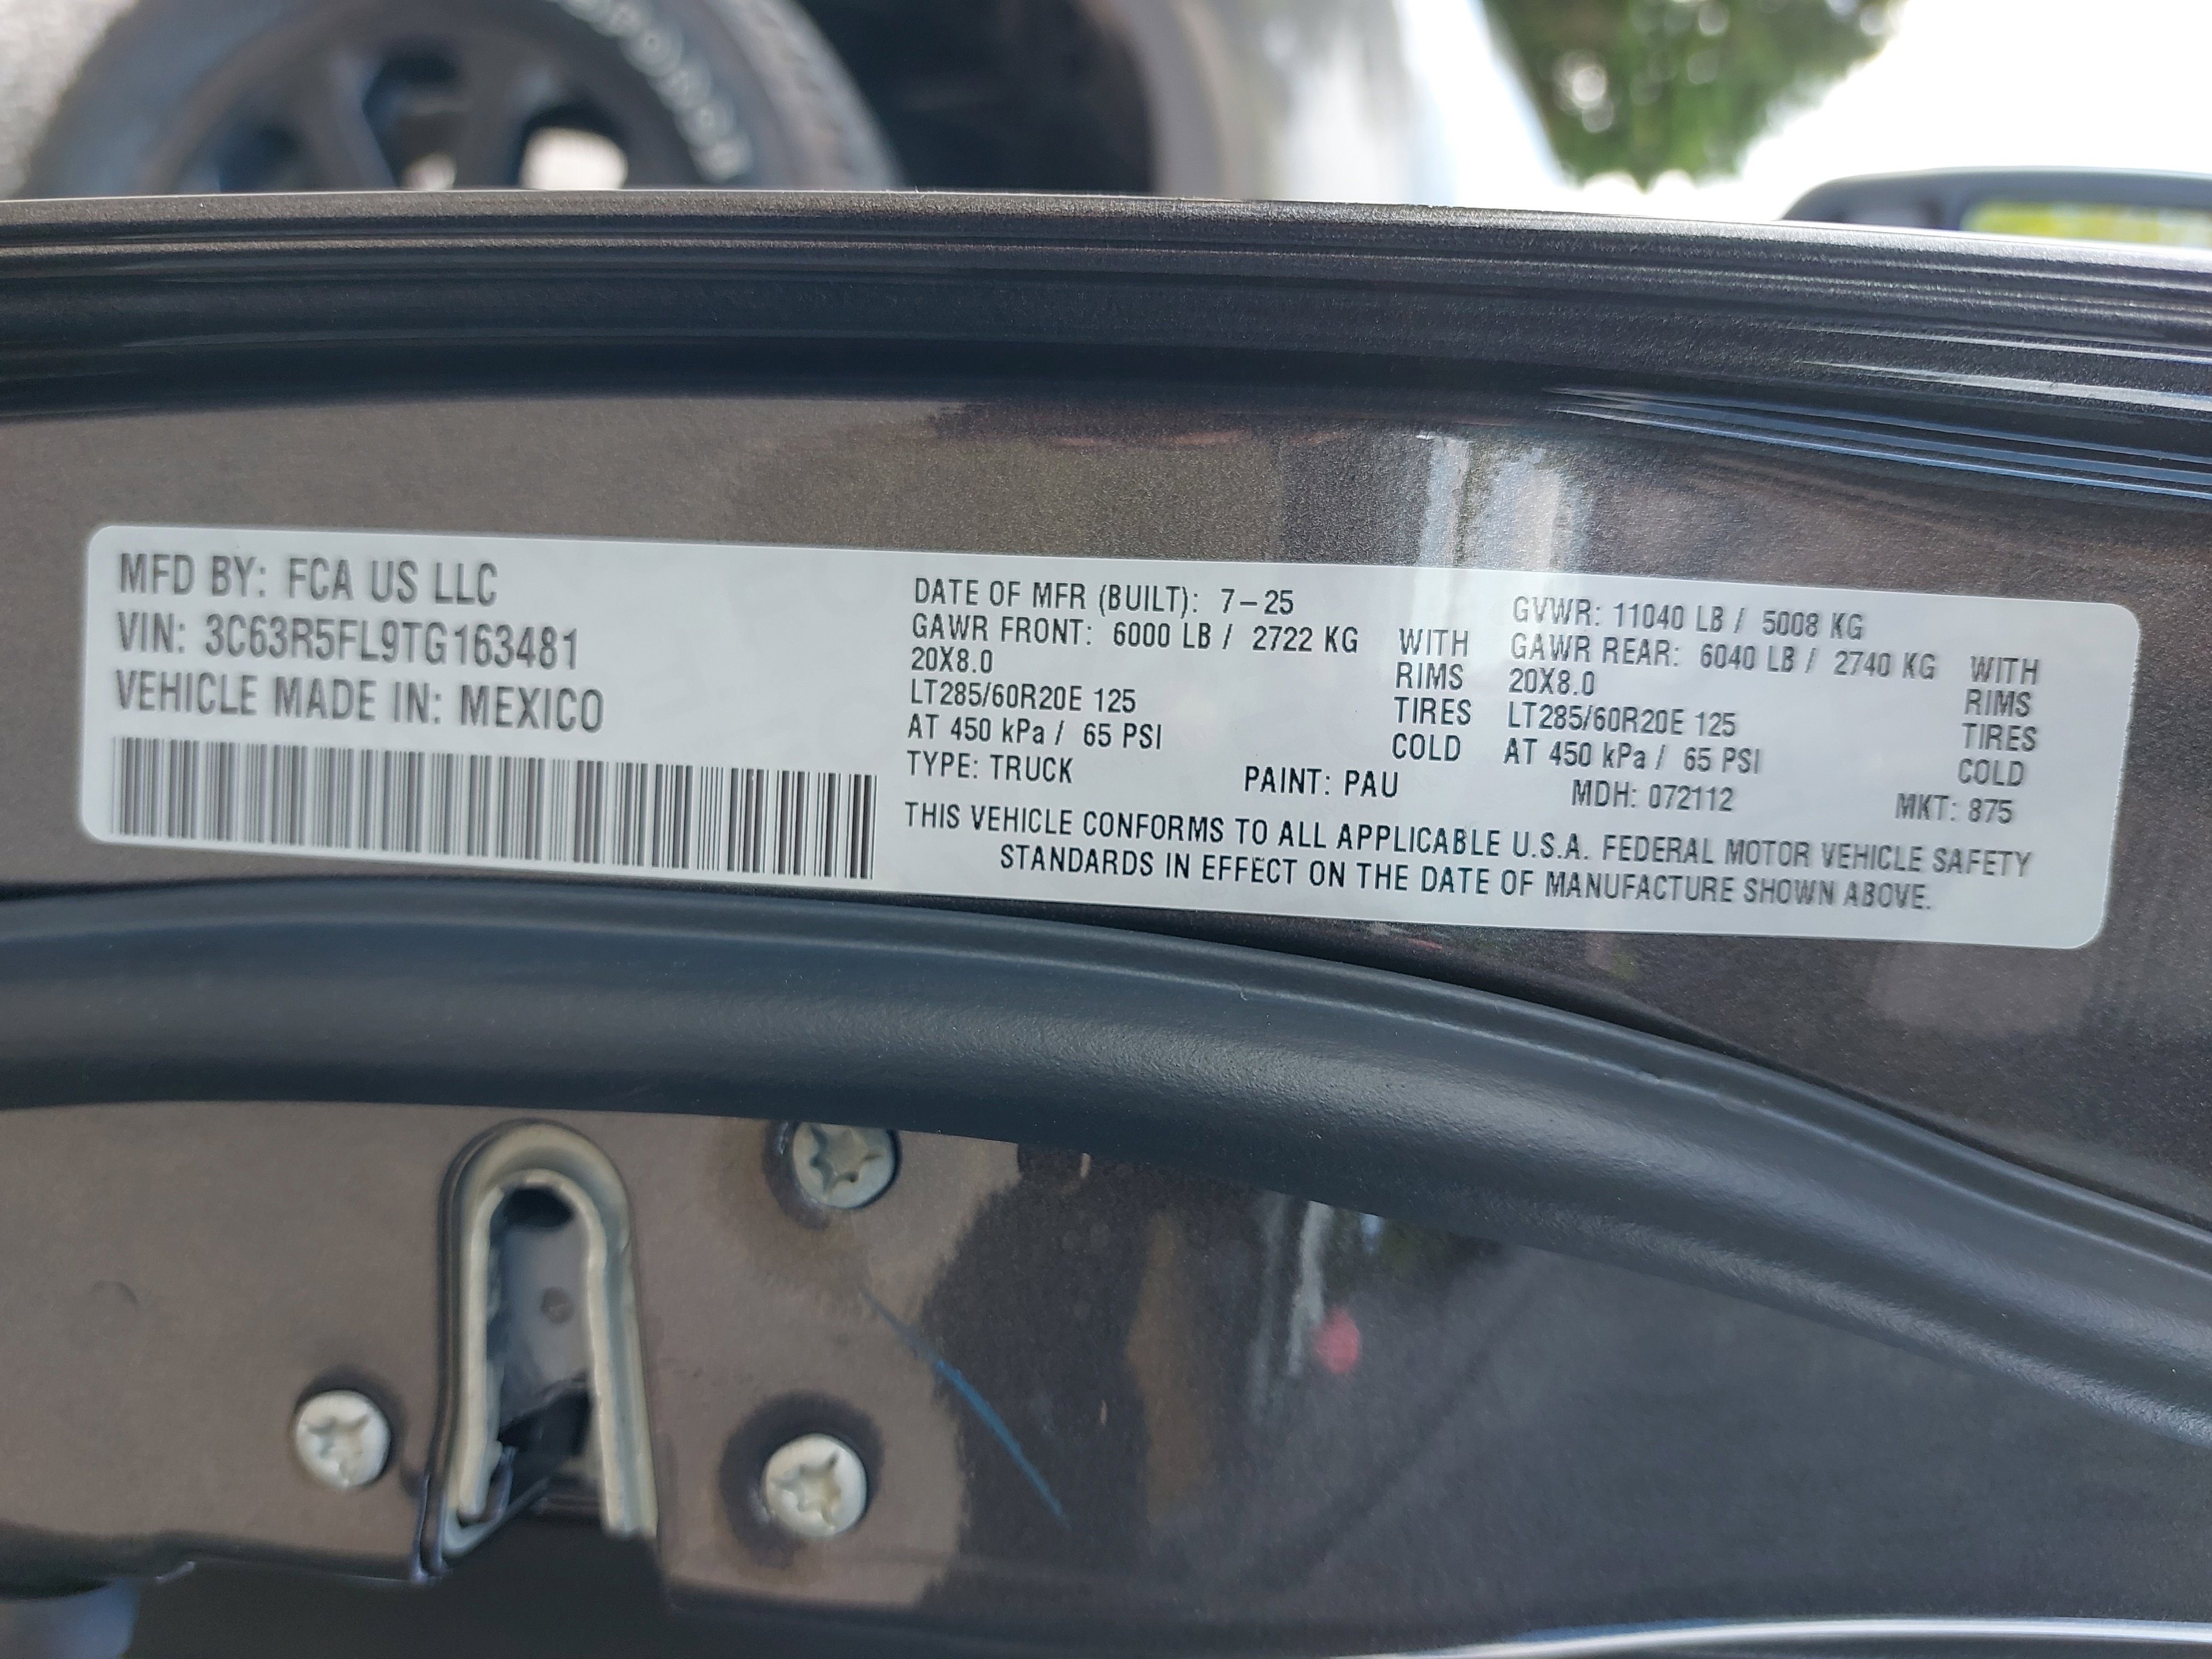 MFD BY: FCA US LLC
VIN: 3C63R5FL9TG163481
VEHICLE MADE IN: MEXICO
DATE OF MFR (BUILT): 7-25 GVWR: 11040 LB / 5008 KG
GAWR FRONT: 6000 LB / 2722 KG WITH GAWR REAR: 6040 LB / 2740 KG WITH
20X8.0 RIMS 20X8.0 RIMS
LT285/60R20E 125 TIRES LT285/60R20E 125 TIRES
AT 450 kPa / 65 PSI COLD AT 450 kPa / 65 PSI COLD
TYPE: TRUCK PAINT: PAU MDH: 072112 MKT: 875
THIS VEHICLE CONFORMS TO ALL APPLICABLE U.S.A. FEDERAL MOTOR VEHICLE SAFETY
STANDARDS IN EFFECT ON THE DATE OF MANUFACTURE SHOWN ABOVE.